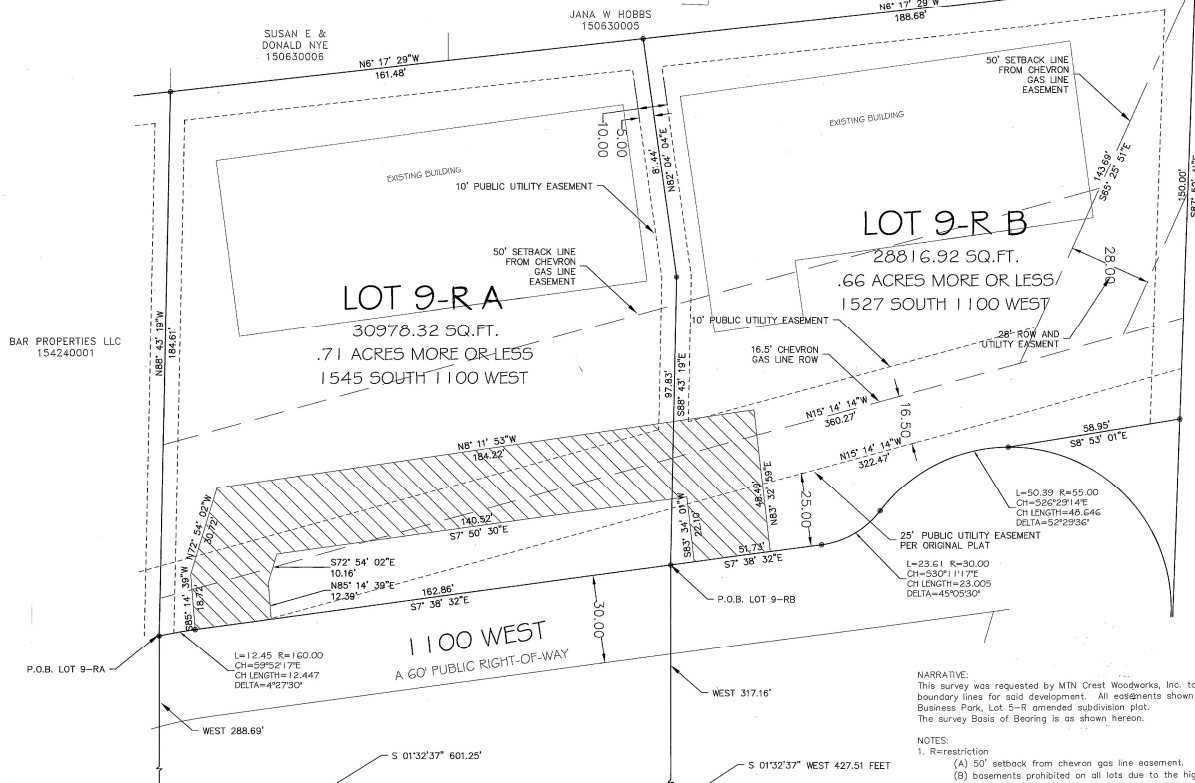 JANA W HOBBS
150630005
SUSAN E &
DONALD NYE
150630006
N6° 17' 29"W
161.48'
N6° 17' 29"W
188.68'
50' SETBACK LINE
FROM CHEVRON
GAS LINE
EASEMENT
EXISTING BUILDING
EXISTING BUILDING
10.00
5.00
81.44'
N82° 04' 04"E
143.69'
S65° 25' 51"E
150.00'
10' PUBLIC UTILITY EASEMENT
50' SETBACK LINE
FROM CHEVRON
GAS LINE
EASEMENT
LOT 9-R B
28816.92 SQ.FT.
.66 ACRES MORE OR LESS
1527 SOUTH 1100 WEST
28.00
LOT 9-R A
30978.32 SQ.FT.
.71 ACRES MORE OR LESS
1545 SOUTH 1100 WEST
BAR PROPERTIES LLC
154240001
N88° 43' 19"W
184.61'
10' PUBLIC UTILITY EASEMENT
28' ROW AND
UTILITY EASMENT
16.5' CHEVRON
GAS LINE ROW
97.83'
S88° 43' 19"E
N15° 14' 14"W
360.27'
16.50
N15° 14' 14"W
322.47'
58.95'
S8° 53' 01"E
N8° 11' 53"W
184.22'
N72° 54' 02"W
30.72'
48.49'
N83° 32' 59"E
25.00
L=50.39 R=55.00
CH=S26°29'14"E
CH LENGTH=48.646
DELTA=52°29'36"
140.52'
S7° 50' 30"E
S83° 34' 01"W
22.10'
25' PUBLIC UTILITY EASEMENT
PER ORIGINAL PLAT
51.73'
S7° 38' 32"E
L=23.61 R=30.00
CH=S30°11'17"E
CH LENGTH=23.005
DELTA=45°05'30"
S72° 54' 02"E
10.16'
N85° 14' 39"E
12.39'
S85° 14' 39"W
18.72'
162.86'
S7° 38' 32"E
P.O.B. LOT 9-RB
30.00
1100 WEST
A 60' PUBLIC RIGHT-OF-WAY
P.O.B. LOT 9-RA
L=12.45 R=160.00
CH=S9°52'17"E
CH LENGTH=12.447
DELTA=4°27'30"
WEST 317.16'
WEST 288.69'
S 01°32'37" 601.25'
S 01°32'37" WEST 427.51 FEET
NARRATIVE:
This survey was requested by MTN Crest Woodworks, Inc. to
boundary lines for said development. All easments shown
Business Park, Lot 5-R amended subdivision plat.
The survey Basis of Bearing is as shown hereon.
NOTES:
1. R=restriction
(A) 50' setback from chevron gas line easement.
(B) basements prohibited on all lots due to the hig